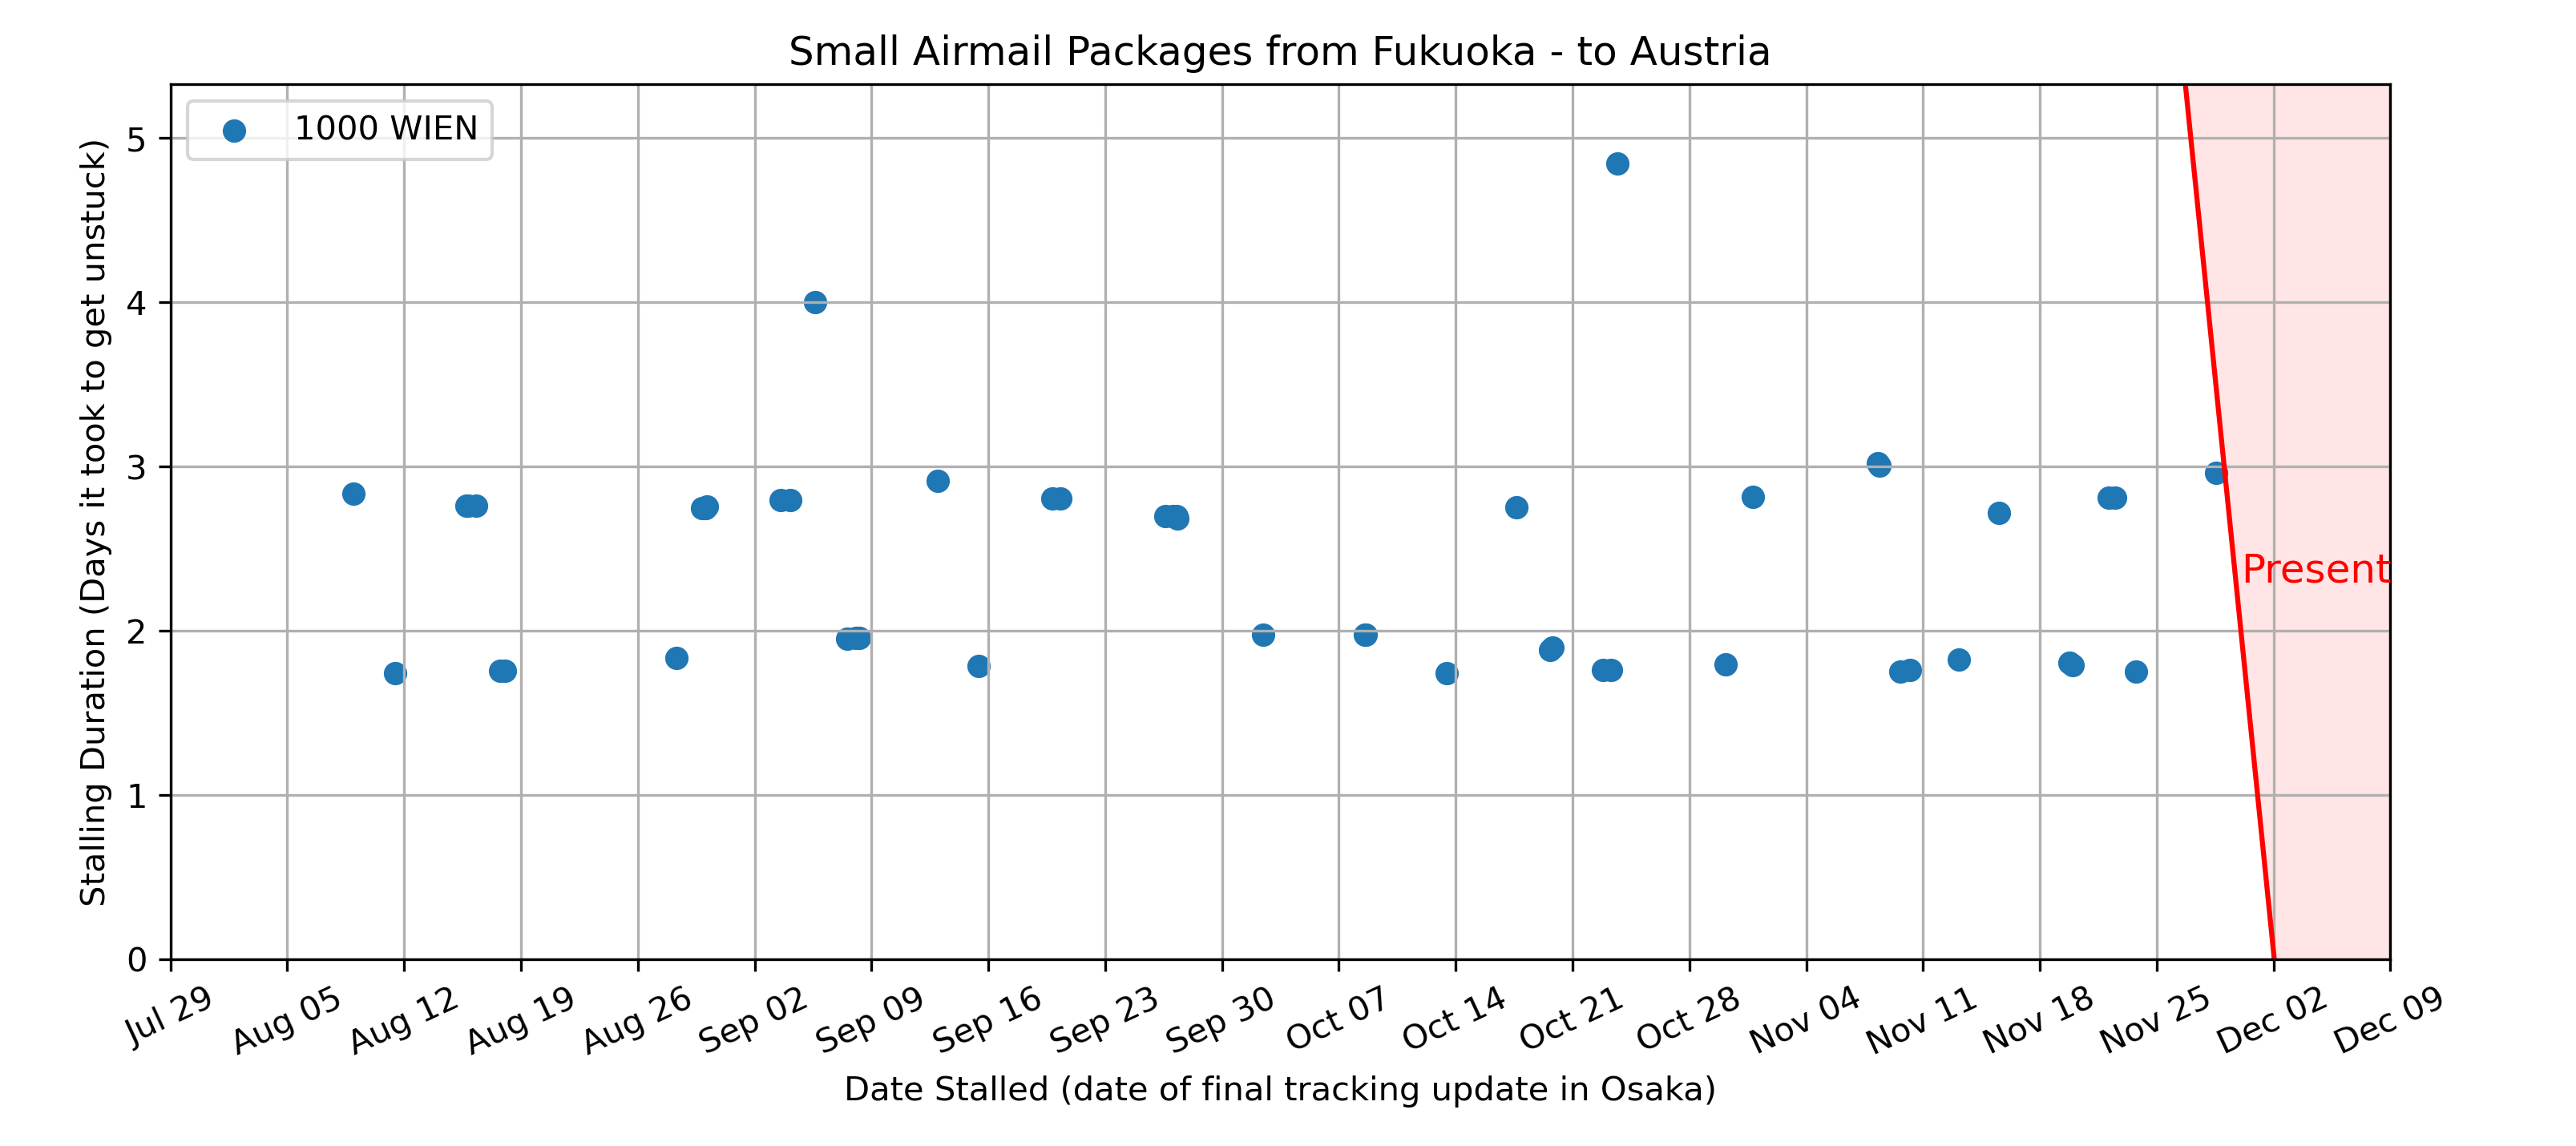 Small Airmail Packages from Fukuoka - to Austria
1000 WIEN
Stalling Duration (Days it took to get unstuck)
5
4
3
2
1
0
Present
Jul 29 Aug 05 Aug 12 Aug 19 Aug 26 Sep 02 Sep 09 Sep 16 Sep 23 Sep 30 Oct 07 Oct 14 Oct 21 Oct 28 Nov 04 Nov 11 Nov 18 Nov 25 Dec 02 Dec 09
Date Stalled (date of final tracking update in Osaka)